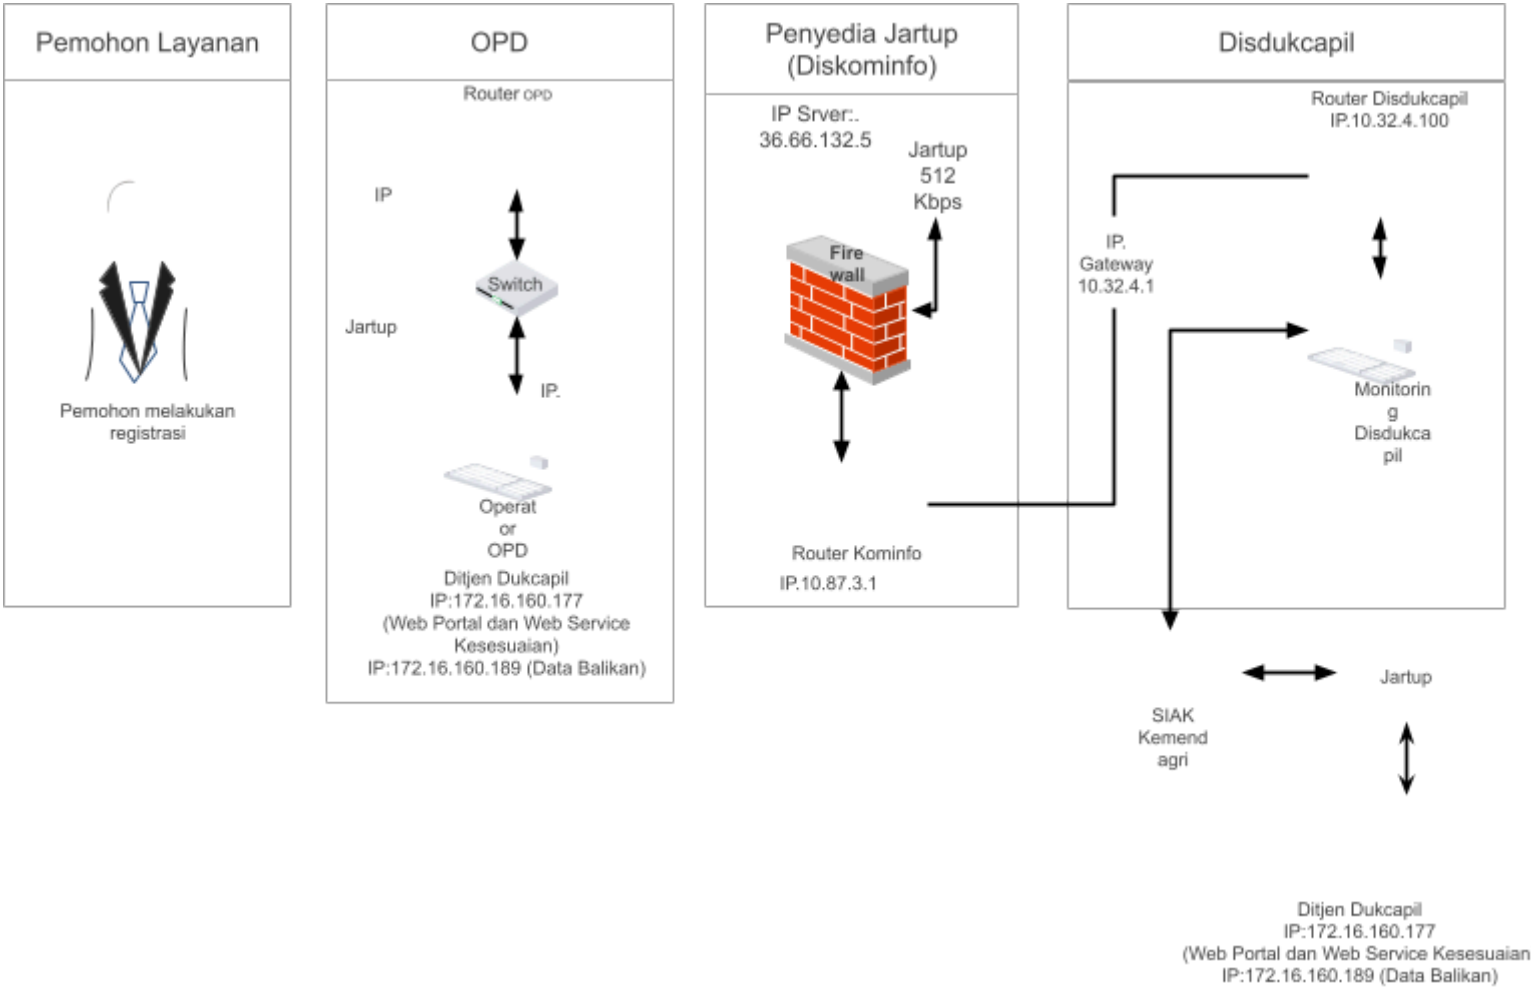 Pemohon Layanan
Pemohon melakukan
registrasi
OPD
Router OPD
IP
Switch
Jartup
IP.
Operat
or
OPD
Ditjen Dukcapil
IP:172.16.160.177
(Web Portal dan Web Service
Kesesuaian)
IP:172.16.160.189 (Data Balikan)
Penyedia Jartup
(Diskominfo)
IP Srver:.
36.66.132.5
Jartup
512
Kbps
Fire
wall
Router Kominfo
IP.10.87.3.1
Disdukcapil
Router Disdukcapil
IP.10.32.4.100
IP.
Gateway
10.32.4.1
Monitorin
g
Disdukca
pil
Jartup
SIAK
Kemend
agri
Ditjen Dukcapil
IP:172.16.160.177
(Web Portal dan Web Service Kesesuaian
IP:172.16.160.189 (Data Balikan)